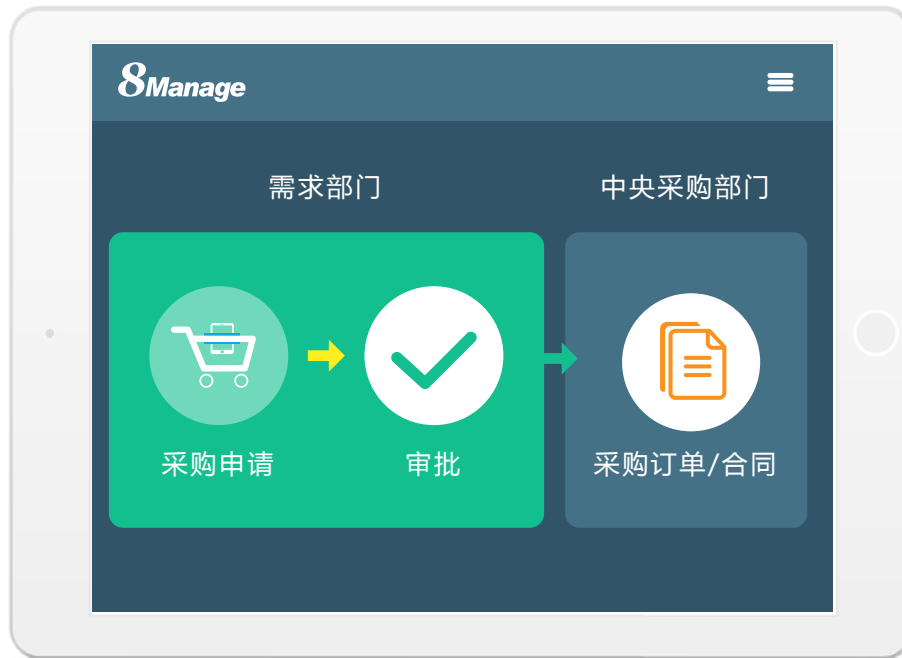 8Manage
需求部门
中央采购部门
采购申请
审批
采购订单/合同